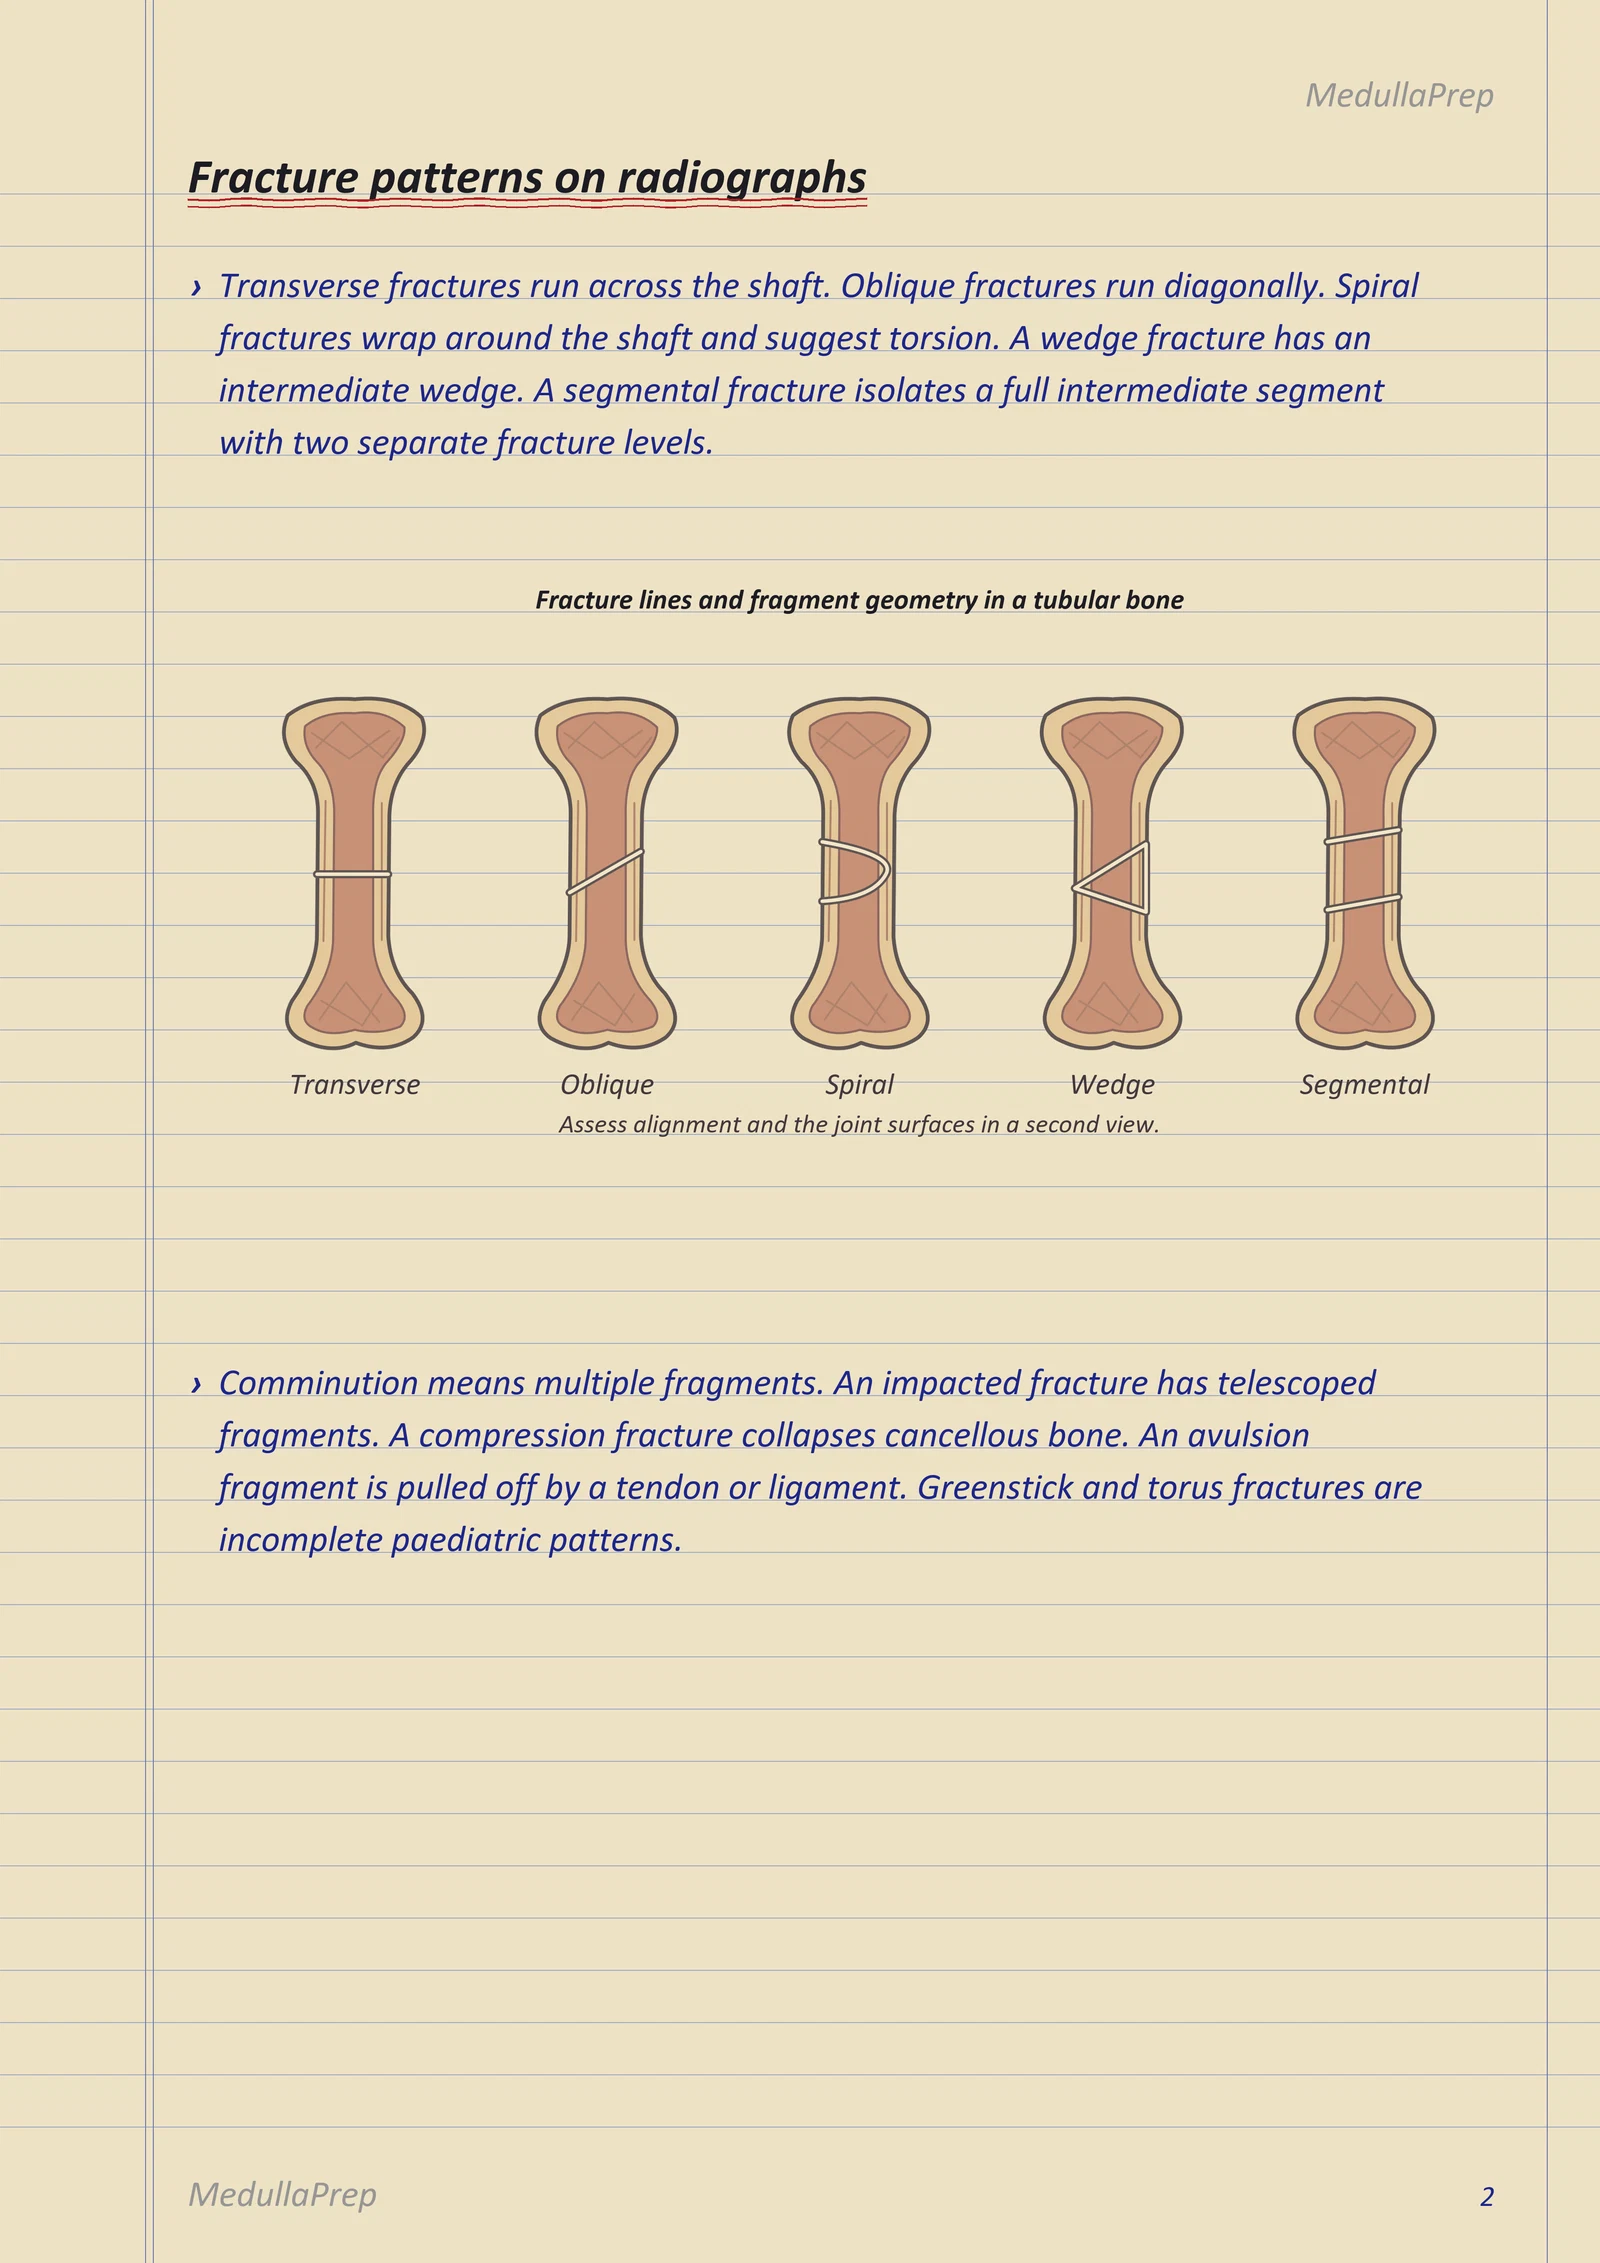 MedullaPrep
Fracture patterns on radiographs
› Transverse fractures run across the shaft. Oblique fractures run diagonally. Spiral
fractures wrap around the shaft and suggest torsion. A wedge fracture has an
intermediate wedge. A segmental fracture isolates a full intermediate segment
with two separate fracture levels.
Fracture lines and fragment geometry in a tubular bone
Transverse Oblique Spiral Wedge Segmental
Assess alignment and the joint surfaces in a second view.
› Comminution means multiple fragments. An impacted fracture has telescoped
fragments. A compression fracture collapses cancellous bone. An avulsion
fragment is pulled off by a tendon or ligament. Greenstick and torus fractures are
incomplete paediatric patterns.
MedullaPrep 2